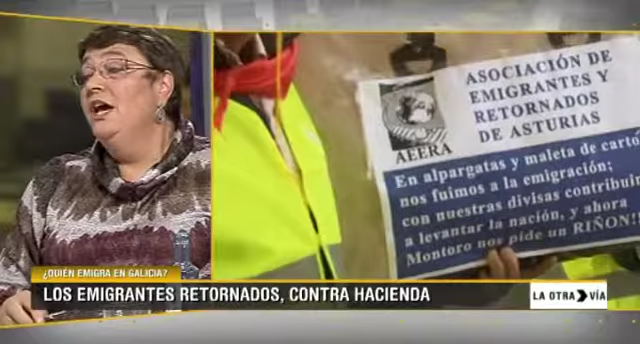 ASOCIACIÓN DE
EMIGRANTES Y
RETORNADOS
DE ASTURIAS
AEERA
En alpargatas y maleta de carto
nos fuimos a la emigración;
con nuestras divisas contribui
a levantar la nación, y ahora
Montoro nos pide un RIÑON
¿QUIÉN EMIGRA EN GALICIA?
LOS EMIGRANTES RETORNADOS, CONTRA HACIENDA
LA OTRA VÍA